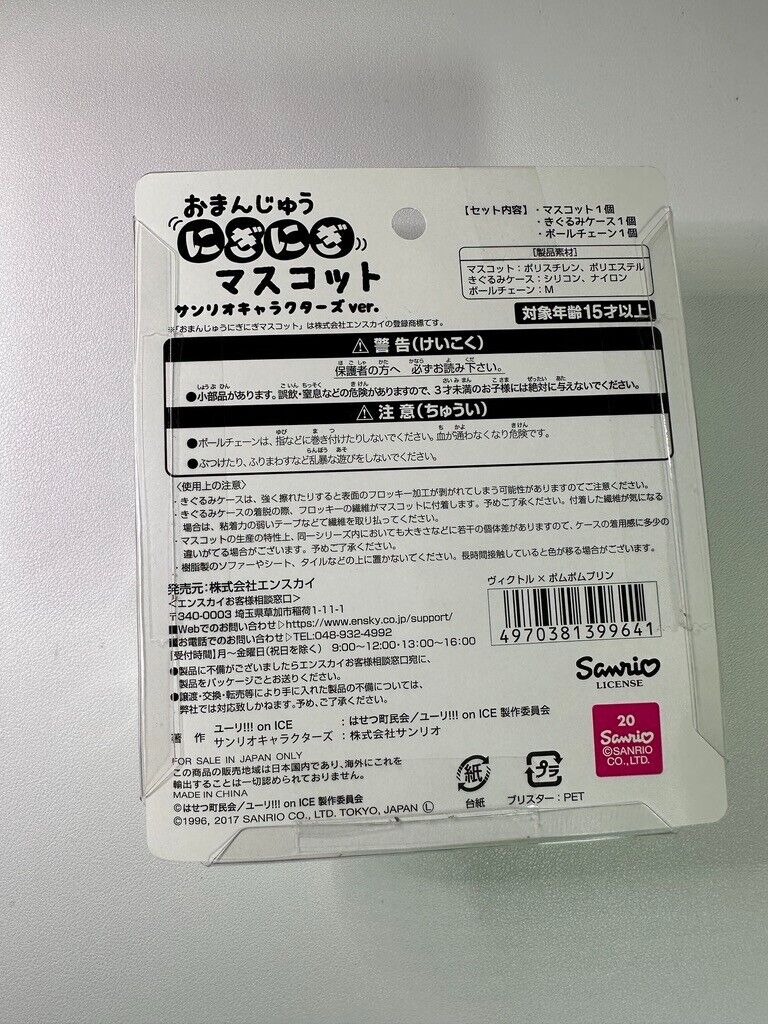 おまんじゅう
にぎにぎ
マスコット
サンリオキャラクターズver.
※「おまんじゅうにぎにぎマスコット」は株式会社エンスカイの登録商標です。
【セット内容】・マスコット1個
・きぐるみケース1個
・ボールチェーン1個
【製品素材】
マスコット：ポリスチレン、ポリエステル
きぐるみケース：シリコン、ナイロン
ボールチェーン：M
対象年齢15才以上
⚠警告(けいこく)
保護者の方へ 必ずお読み下さい。
●小部品があります。誤飲・窒息などの危険がありますので、3才未満のお子様には絶対に与えないでください。
⚠注意(ちゅうい)
●ボールチェーンは、指などに巻き付けたりしないでください。血が通わなくなり危険です。
●ぶつけたり、ふりまわすなど乱暴な遊びをしないでください。
〈使用上の注意〉
・きぐるみケースは、強く擦れたりすると表面のフロッキー加工が剥がれてしまう可能性がありますのでご注意ください。
・きぐるみケースの着脱の際、フロッキーの繊維がマスコットに付着します。予めご了承ください。付着した繊維が気になる
場合は、粘着力の弱いテープなどで繊維を取り払ってください。
・マスコットの生産の特性上、同一シリーズ内においても大きさなどに若干の個体差がありますので、ケースの着用感に多少の
違いがでる場合がございます。予めご了承ください。
・樹脂製のソファーやシート、タイルなどの上に置かないでください。長時間接触していると色が移る場合がございます。
発売元：株式会社エンスカイ
＜エンスカイお客様相談窓口＞
〒340-0003 埼玉県草加市稲荷1-11-1
■Webでのお問い合わせ▷https://www.ensky.co.jp/support/
■お電話でのお問い合わせ▷TEL:048-932-4992
[受付時間]月～金曜日(祝日を除く) 9:00～12:00・13:00～16:00
●製品に不備がございましたらエンスカイお客様相談窓口宛に、
製品をパッケージごとお送りください。
●譲渡・交換・転売等により手に入れた製品の不備については、
弊社では対応致しかねます。予め、ご了承ください。
ヴィクトル×ポムポムプリン
4970381399641
Sanrio
LICENSE
著作 ユーリ!!! on ICE ：はせつ町民会／ユーリ!!! on ICE 製作委員会
サンリオキャラクターズ：株式会社サンリオ
20
Sanrio
©SANRIO
CO.,LTD.
FOR SALE IN JAPAN ONLY
この商品の販売地域は日本国内であり、海外にこれを
輸出することは一切認められておりません。
MADE IN CHINA
©はせつ町民会／ユーリ!!! on ICE 製作委員会
©1996, 2017 SANRIO CO., LTD. TOKYO, JAPAN Ⓛ
紙
台紙
プラ
ブリスター：PET